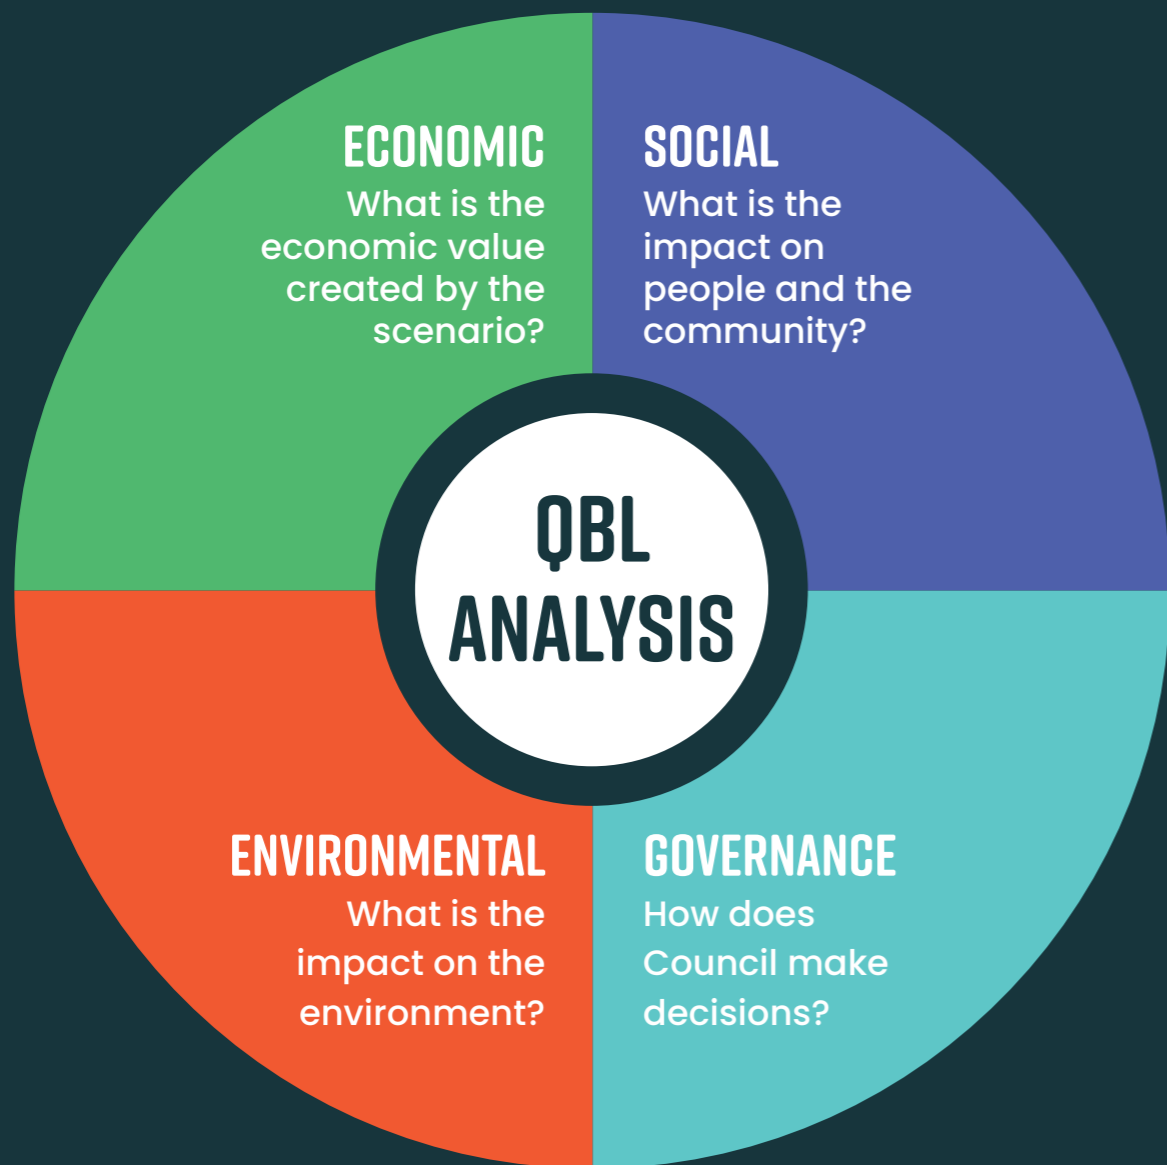 ECONOMIC
What is the
economic value
created by the
scenario?
SOCIAL
What is the
impact on
people and the
community?
QBL
ANALYSIS
ENVIRONMENTAL
What is the
impact on the
environment?
GOVERNANCE
How does
Council make
decisions?